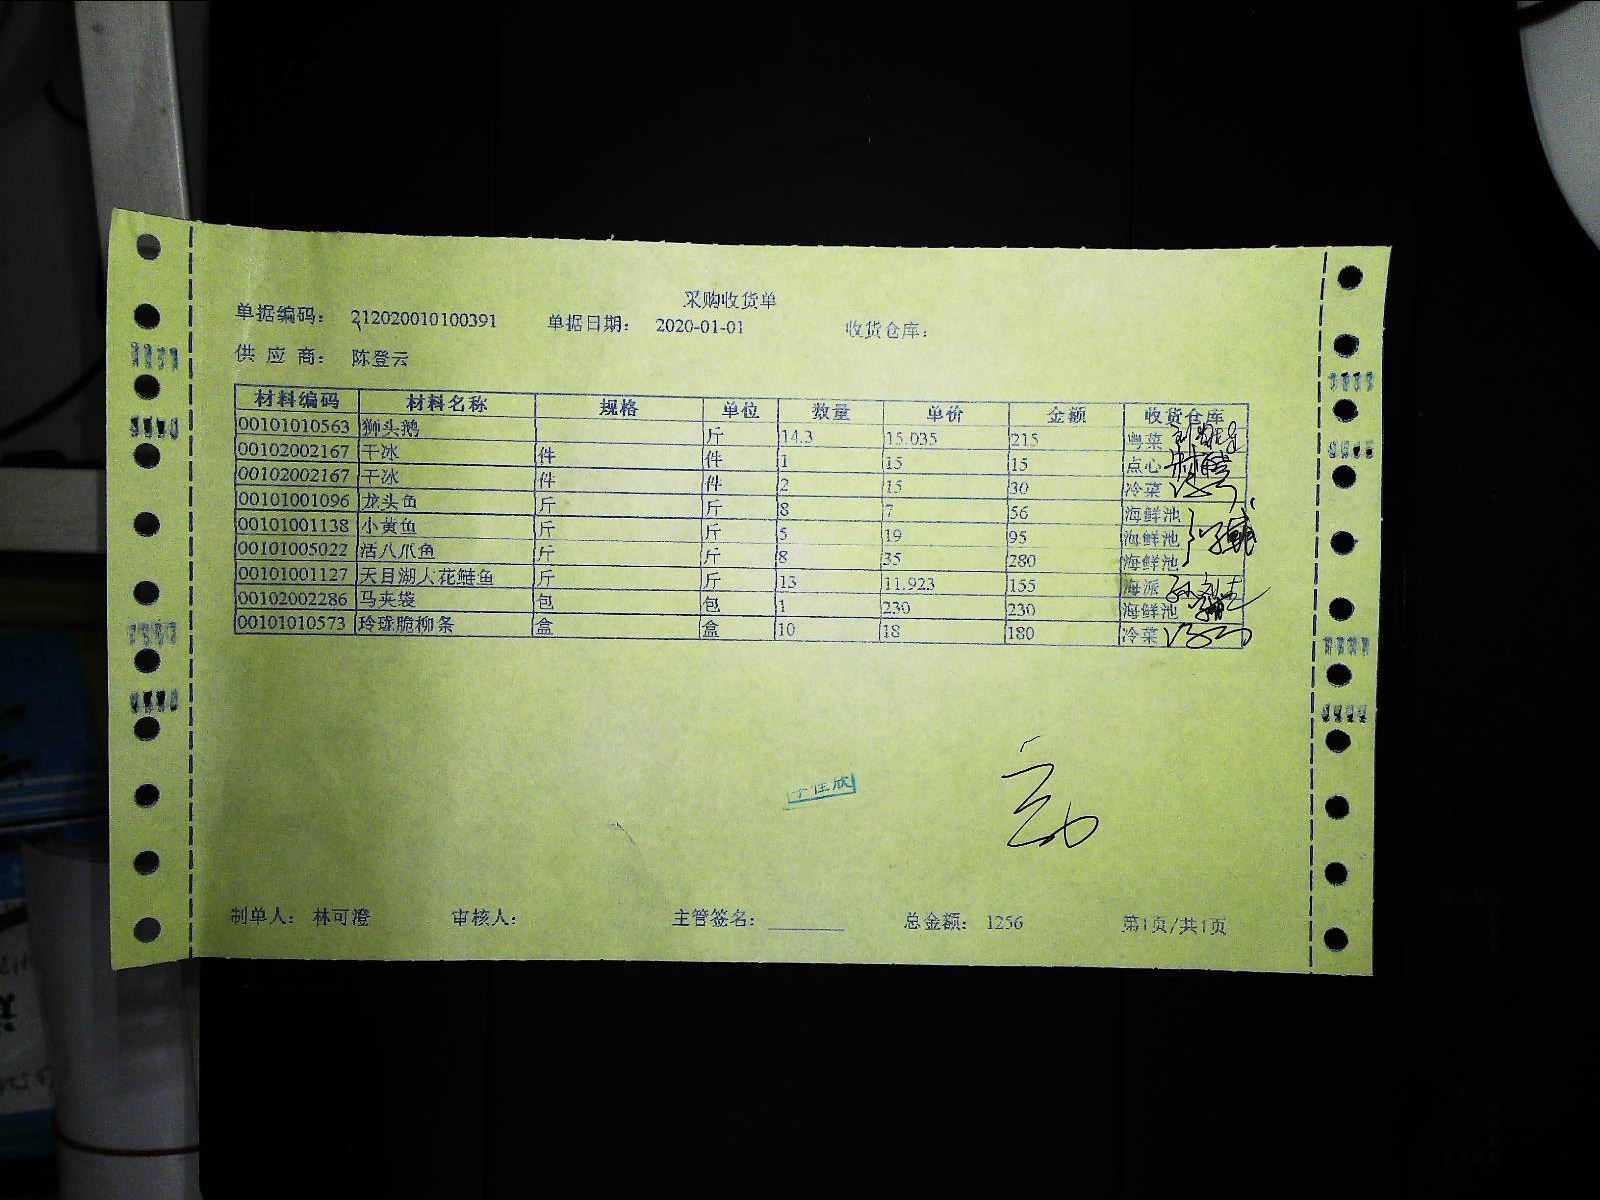 采购收货单
单据编码： 212020010100391 单据日期： 2020-01-01 收货仓库：
供 应 商： 陈登云
材料编码 材料名称 规格 单位 数量 单价 金额 收货仓库
00101010563 狮头鹅 斤 14.3 15.035 215 粤菜
00102002167 干冰 件 件 1 15 15 点心
00102002167 干冰 件 件 2 15 30 冷菜
00101001096 龙头鱼 斤 斤 8 7 56 海鲜池
00101001138 小黄鱼 斤 斤 5 19 95 海鲜池
00101005022 活八爪鱼 斤 斤 8 35 280 海鲜池
00101001127 天目湖人花鲢鱼 斤 斤 13 11.923 155 海派
00102002286 马夹袋 包 包 1 230 230 海鲜池
00101010573 玲珑脆柳条 盒 盒 10 18 180 冷菜
制单人： 林可澄 审核人： 主管签名： 总金额： 1256 第1页/共1页